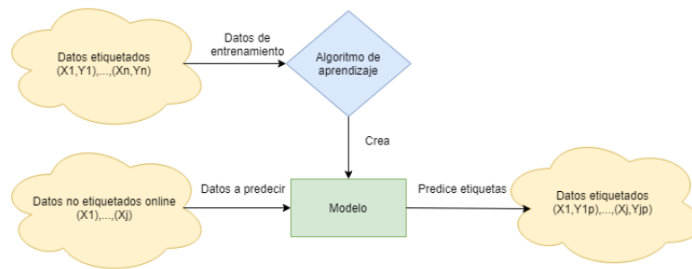 Datos etiquetados
(X1,Y1),...,(Xn,Yn)
Datos de
entrenamiento
Algoritmo de
aprendizaje
Crea
Datos no etiquetados online
(X1),...,(Xj)
Datos a predecir
Modelo
Predice etiquetas
Datos etiquetados
(X1,Y1p),...,(Xj,Yjp)